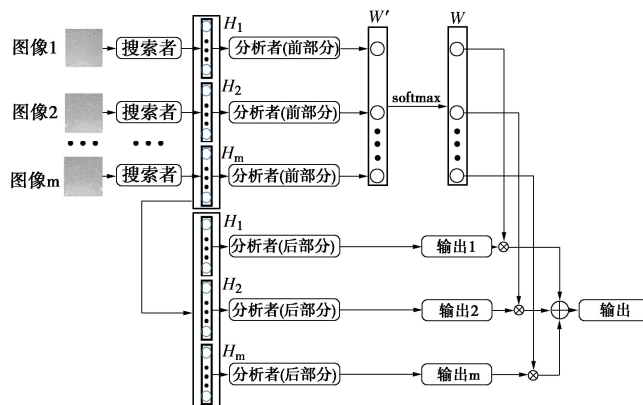 H₁ W′ W
图像1 搜索者 分析者(前部分)
H₂ softmax
图像2 搜索者 分析者(前部分)
Hₘ
图像m 搜索者 分析者(前部分)
H₁
分析者(后部分) 输出1
H₂
分析者(后部分) 输出2 输出
Hₘ
分析者(后部分) 输出m